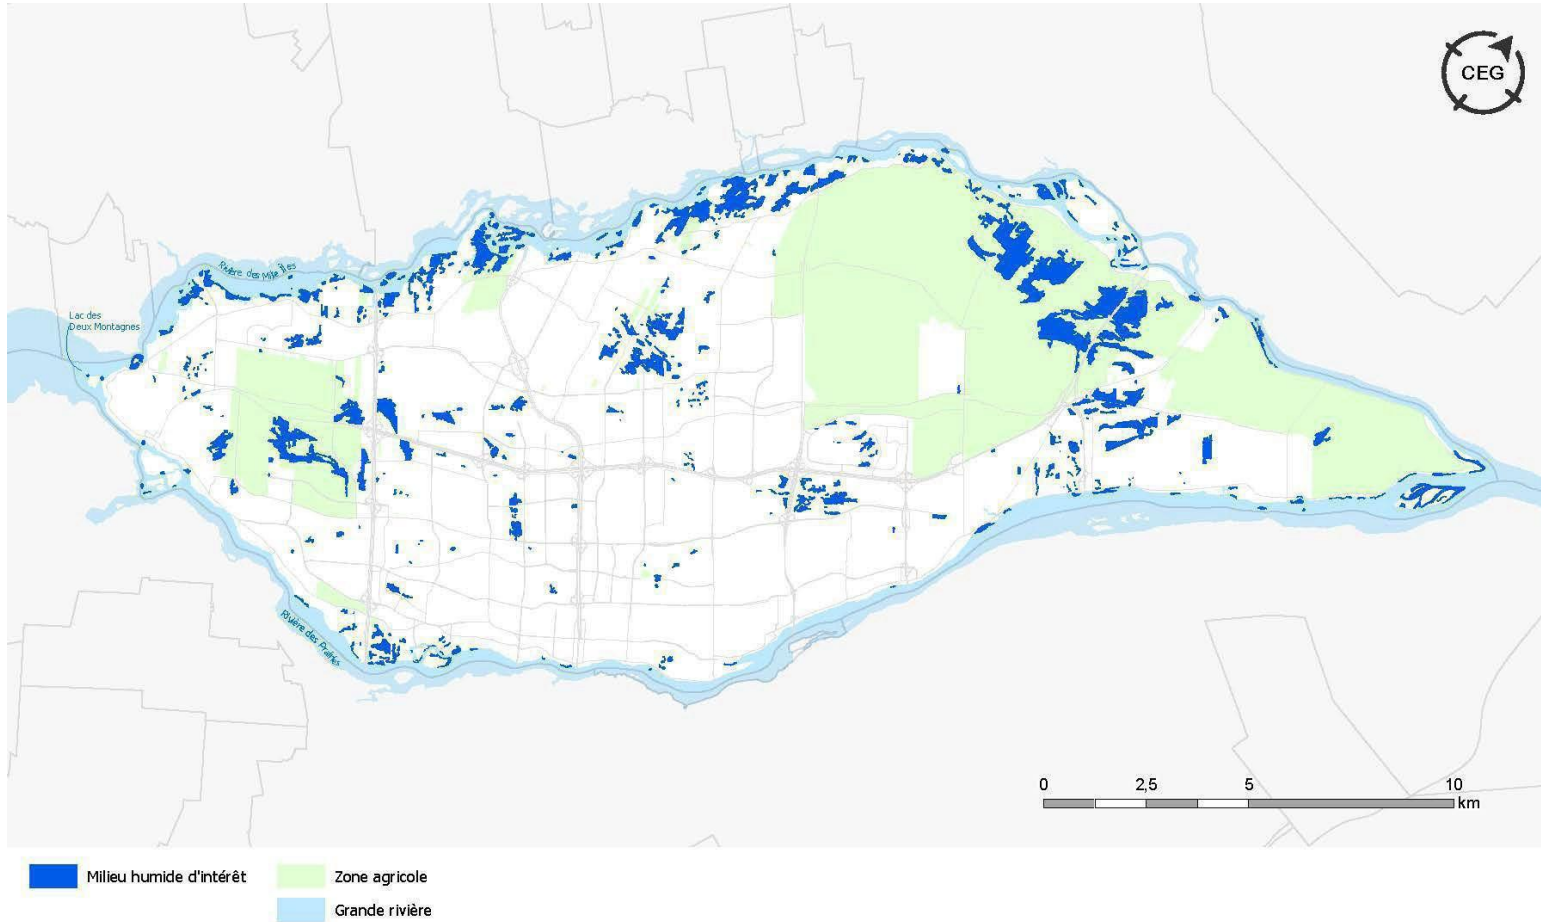 CEG
Rivière des Mille Îles
Lac des
Deux Montagnes
Rivière des Prairies
0 2,5 5 10
km
Milieu humide d'intérêt
Zone agricole
Grande rivière